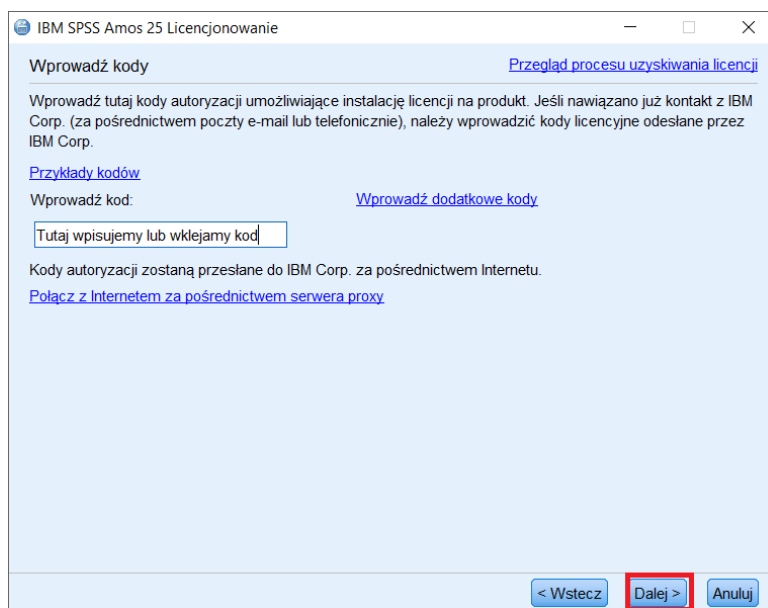 IBM SPSS Amos 25 Licencjonowanie
Wprowadź kody
Przegląd procesu uzyskiwania licencji
Wprowadź tutaj kody autoryzacji umożliwiające instalację licencji na produkt. Jeśli nawiązano już kontakt z IBM
Corp. (za pośrednictwem poczty e-mail lub telefonicznie), należy wprowadzić kody licencyjne odesłane przez
IBM Corp.
Przykłady kodów
Wprowadź kod:
Wprowadź dodatkowe kody
Tutaj wpisujemy lub wklejamy kod
Kody autoryzacji zostaną przesłane do IBM Corp. za pośrednictwem Internetu.
Połącz z Internetem za pośrednictwem serwera proxy
< Wstecz
Dalej >
Anuluj